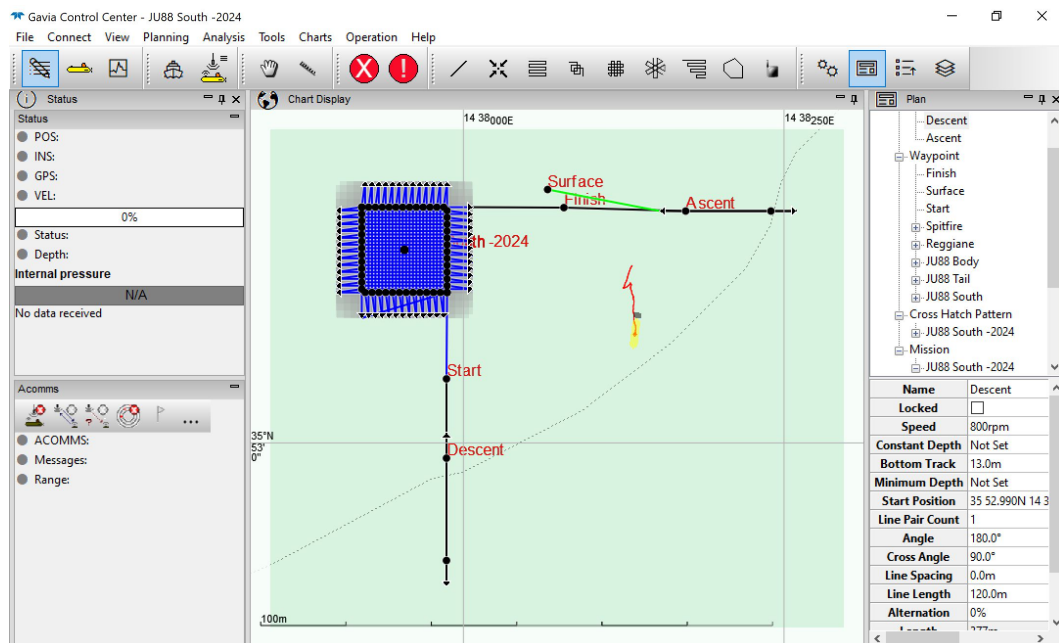 Gavia Control Center - JU88 South -2024
File Connect View Planning Analysis Tools Charts Operation Help
Status
Status
POS:
INS:
GPS:
VEL:
0%
Status:
Depth:
Internal pressure
N/A
No data received
Acomms
...
ACOMMS:
Messages:
Range:
Chart Display
14 38000E
14 38250E
Surface
Finish
Ascent
th -2024
Start
35°N
53'
0"
Descent
100m
Plan
Descent
Ascent
Waypoint
Finish
Surface
Start
Spitfire
Reggiane
JU88 Body
JU88 Tail
JU88 South
Cross Hatch Pattern
JU88 South -2024
Mission
JU88 South -2024
Name Descent
Locked
Speed 800rpm
Constant Depth Not Set
Bottom Track 13.0m
Minimum Depth Not Set
Start Position 35 52.990N 14 3
Line Pair Count 1
Angle 180.0°
Cross Angle 90.0°
Line Spacing 0.0m
Line Length 120.0m
Alternation 0%
Length 377m